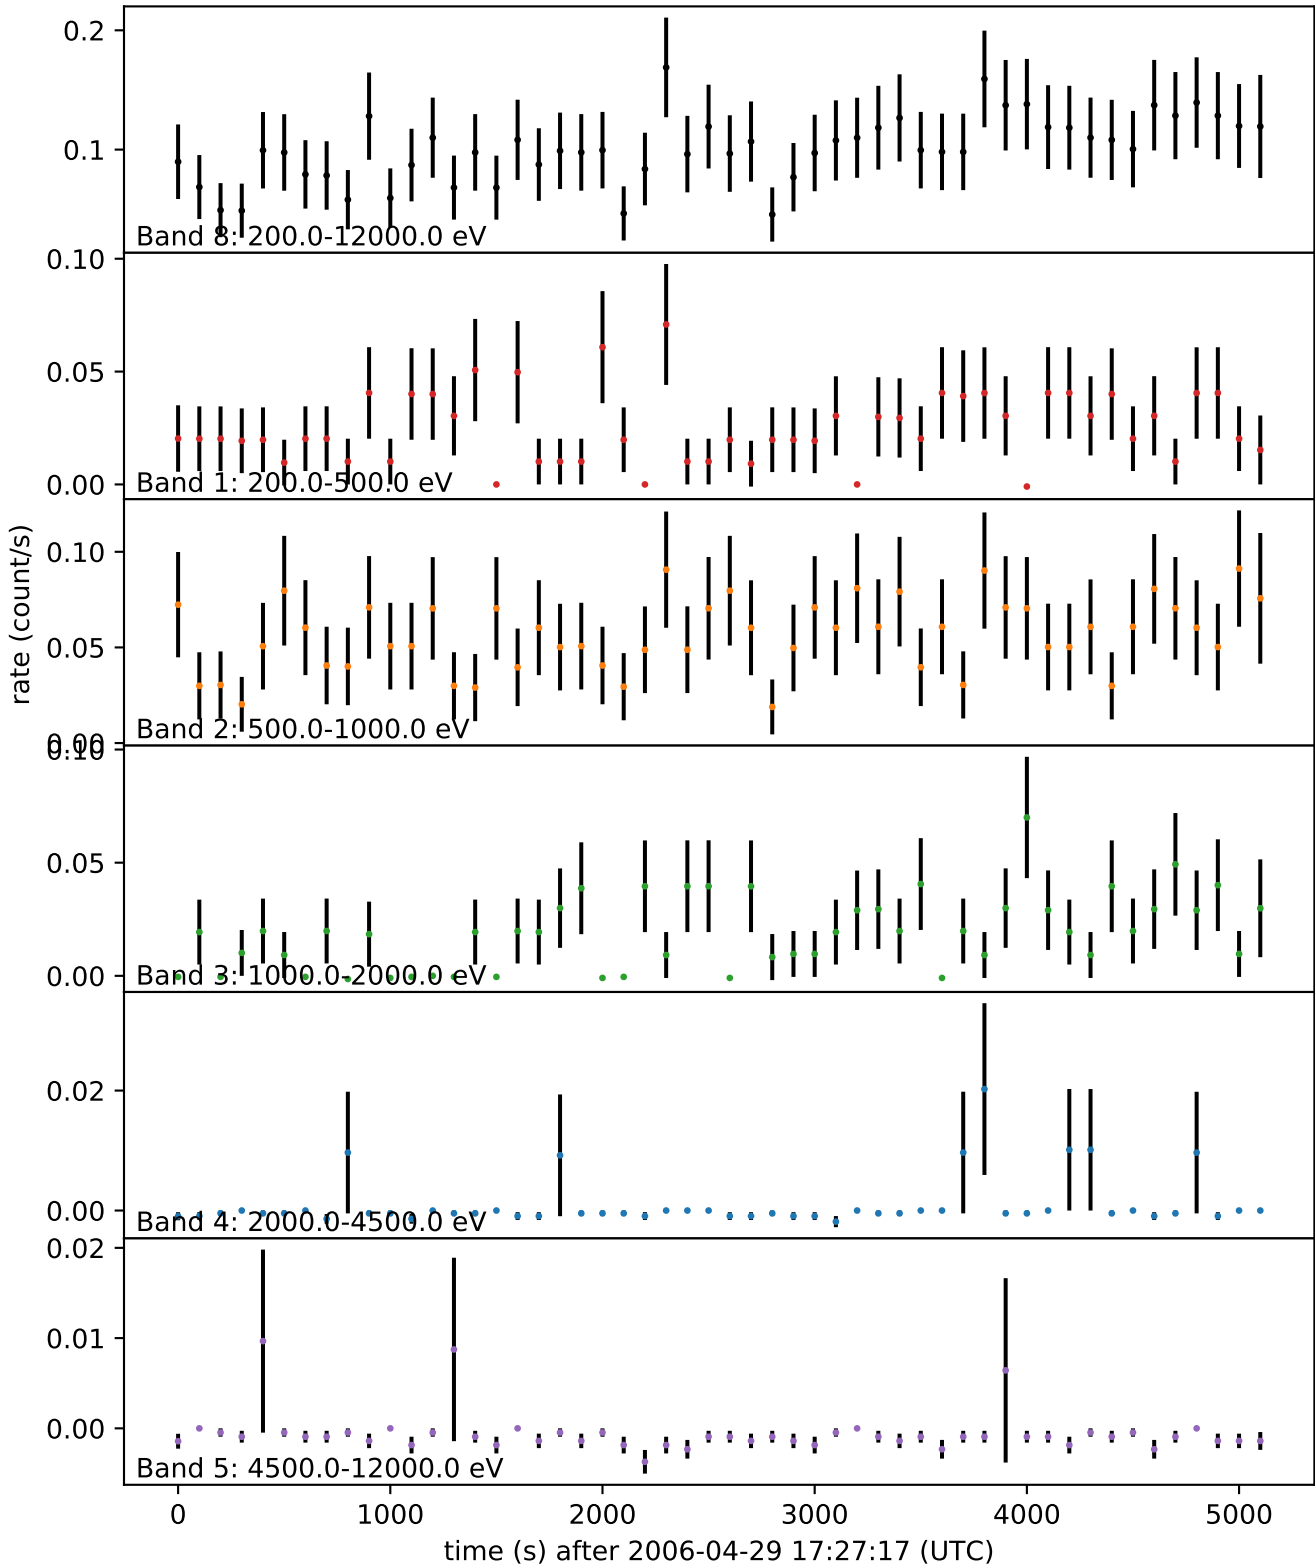 0.2
0.1
Band 8: 200.0-12000.0 eV
0.10
0.05
0.00
Band 1: 200.0-500.0 eV
0.10
0.05
0.00
Band 2: 500.0-1000.0 eV
rate (count/s)
0.10
0.05
0.00
Band 3: 1000.0-2000.0 eV
0.02
0.00
Band 4: 2000.0-4500.0 eV
0.02
0.01
0.00
Band 5: 4500.0-12000.0 eV
0 1000 2000 3000 4000 5000
time (s) after 2006-04-29 17:27:17 (UTC)